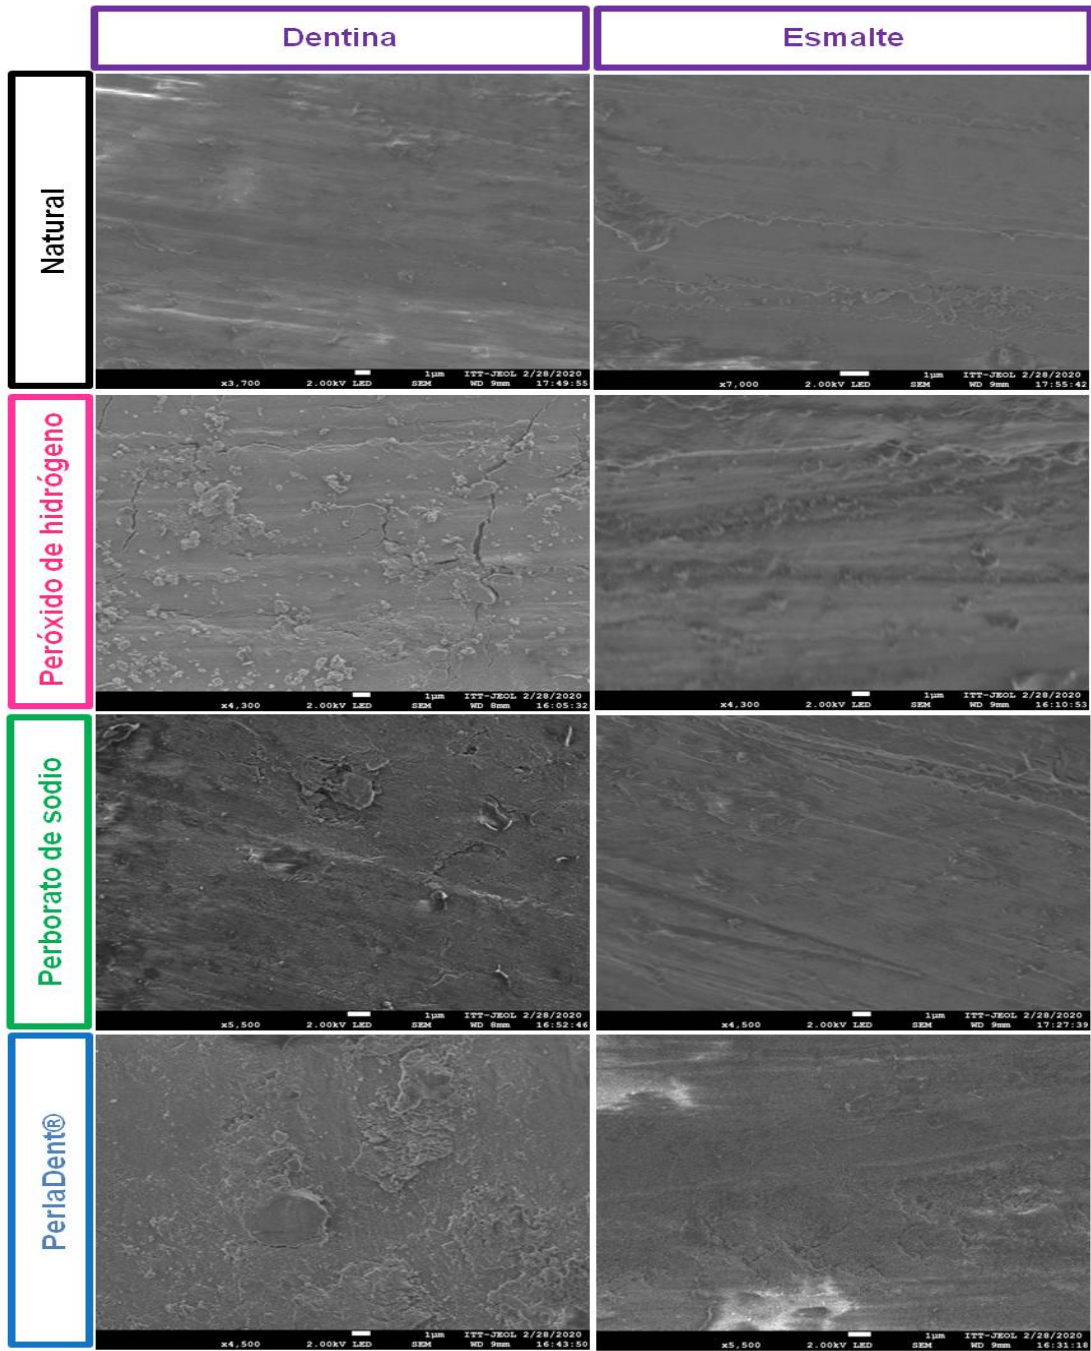 Dentina
Esmalte
Natural
1µm ITT-JEOL 2/28/2020
x3,700 2.00kV LED SEM WD 9mm 17:49:55
1µm ITT-JEOL 2/28/2020
x7,000 2.00kV LED SEM WD 9mm 17:55:42
Peróxido de hidrógeno
1µm ITT-JEOL 2/28/2020
x4,300 2.00kV LED SEM WD 8mm 16:05:32
1µm ITT-JEOL 2/28/2020
x4,300 2.00kV LED SEM WD 9mm 16:10:53
Perborato de sodio
1µm ITT-JEOL 2/28/2020
x5,500 2.00kV LED SEM WD 8mm 16:52:46
1µm ITT-JEOL 2/28/2020
x4,500 2.00kV LED SEM WD 9mm 17:27:39
PerlaDent®
1µm ITT-JEOL 2/28/2020
x4,500 2.00kV LED SEM WD 9mm 16:43:50
1µm ITT-JEOL 2/28/2020
x5,500 2.00kV LED SEM WD 9mm 16:31:18